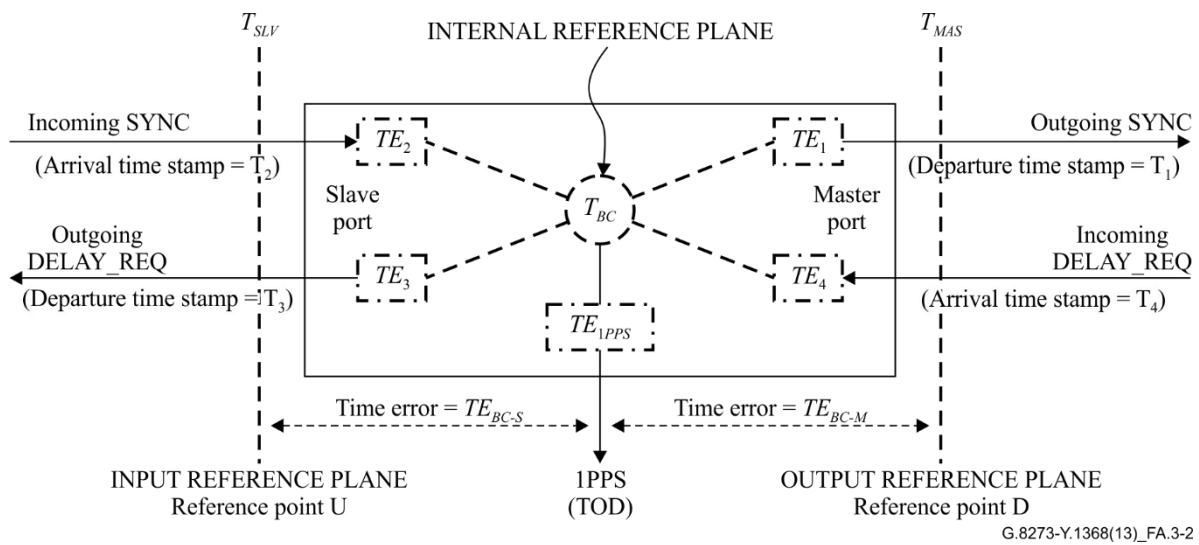 T_SLV
INTERNAL REFERENCE PLANE
T_MAS
Incoming SYNC
(Arrival time stamp = T_2)
TE_2
TE_1
Outgoing SYNC
(Departure time stamp = T_1)
Slave
port
T_BC
Master
port
Outgoing
DELAY_REQ
(Departure time stamp = T_3)
TE_3
TE_4
Incoming
DELAY_REQ
(Arrival time stamp = T_4)
TE_1PPS
Time error = TE_BC-S
Time error = TE_BC-M
INPUT REFERENCE PLANE
Reference point U
1PPS
(TOD)
OUTPUT REFERENCE PLANE
Reference point D
G.8273-Y.1368(13)_FA.3-2